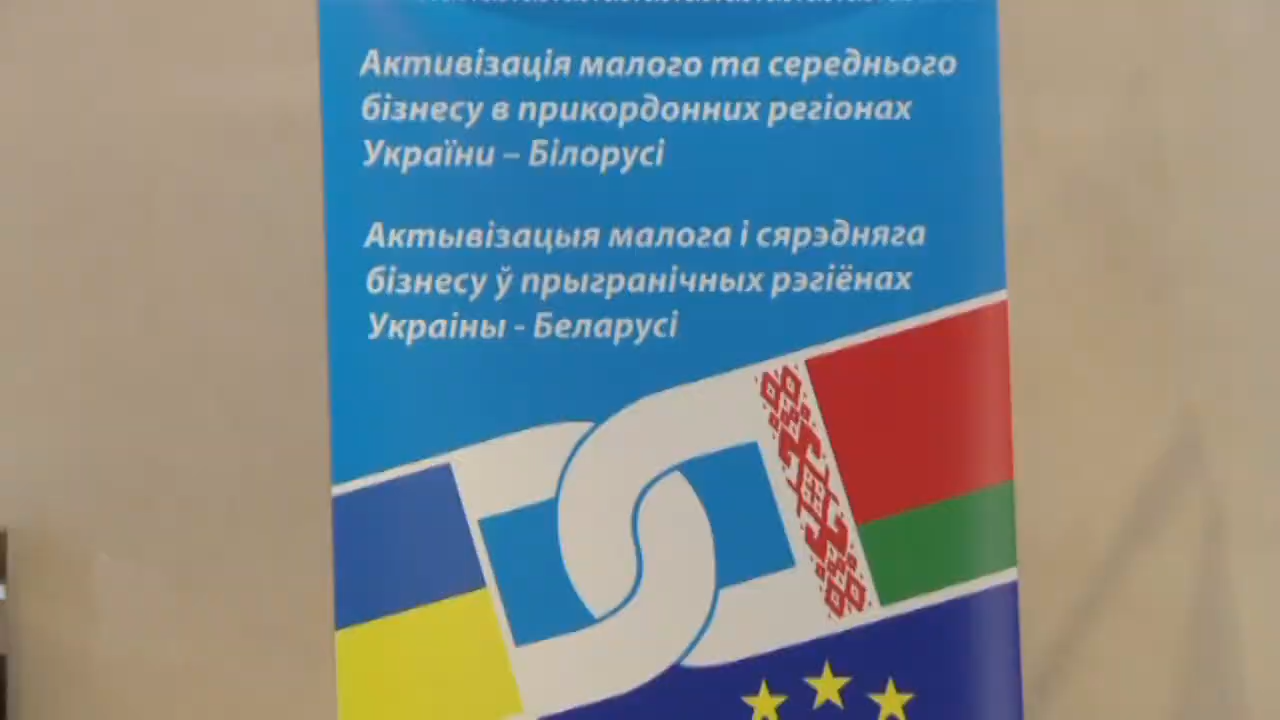 Активізація малого та середнього
бізнесу в прикордонних регіонах
України – Білорусі
Актывізацыя малога і сярэдняга
бізнесу ў прыгранічных рэгіёнах
Украіны - Беларусі